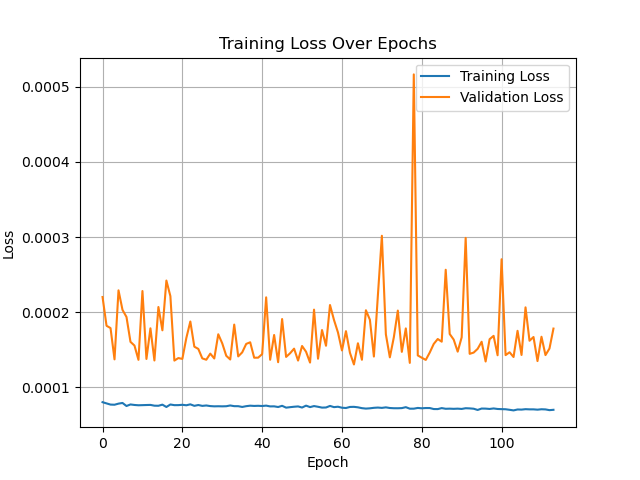 Training Loss Over Epochs
Training Loss
Validation Loss
0.0005
0.0004
0.0003
0.0002
0.0001
Loss
0 20 40 60 80 100
Epoch